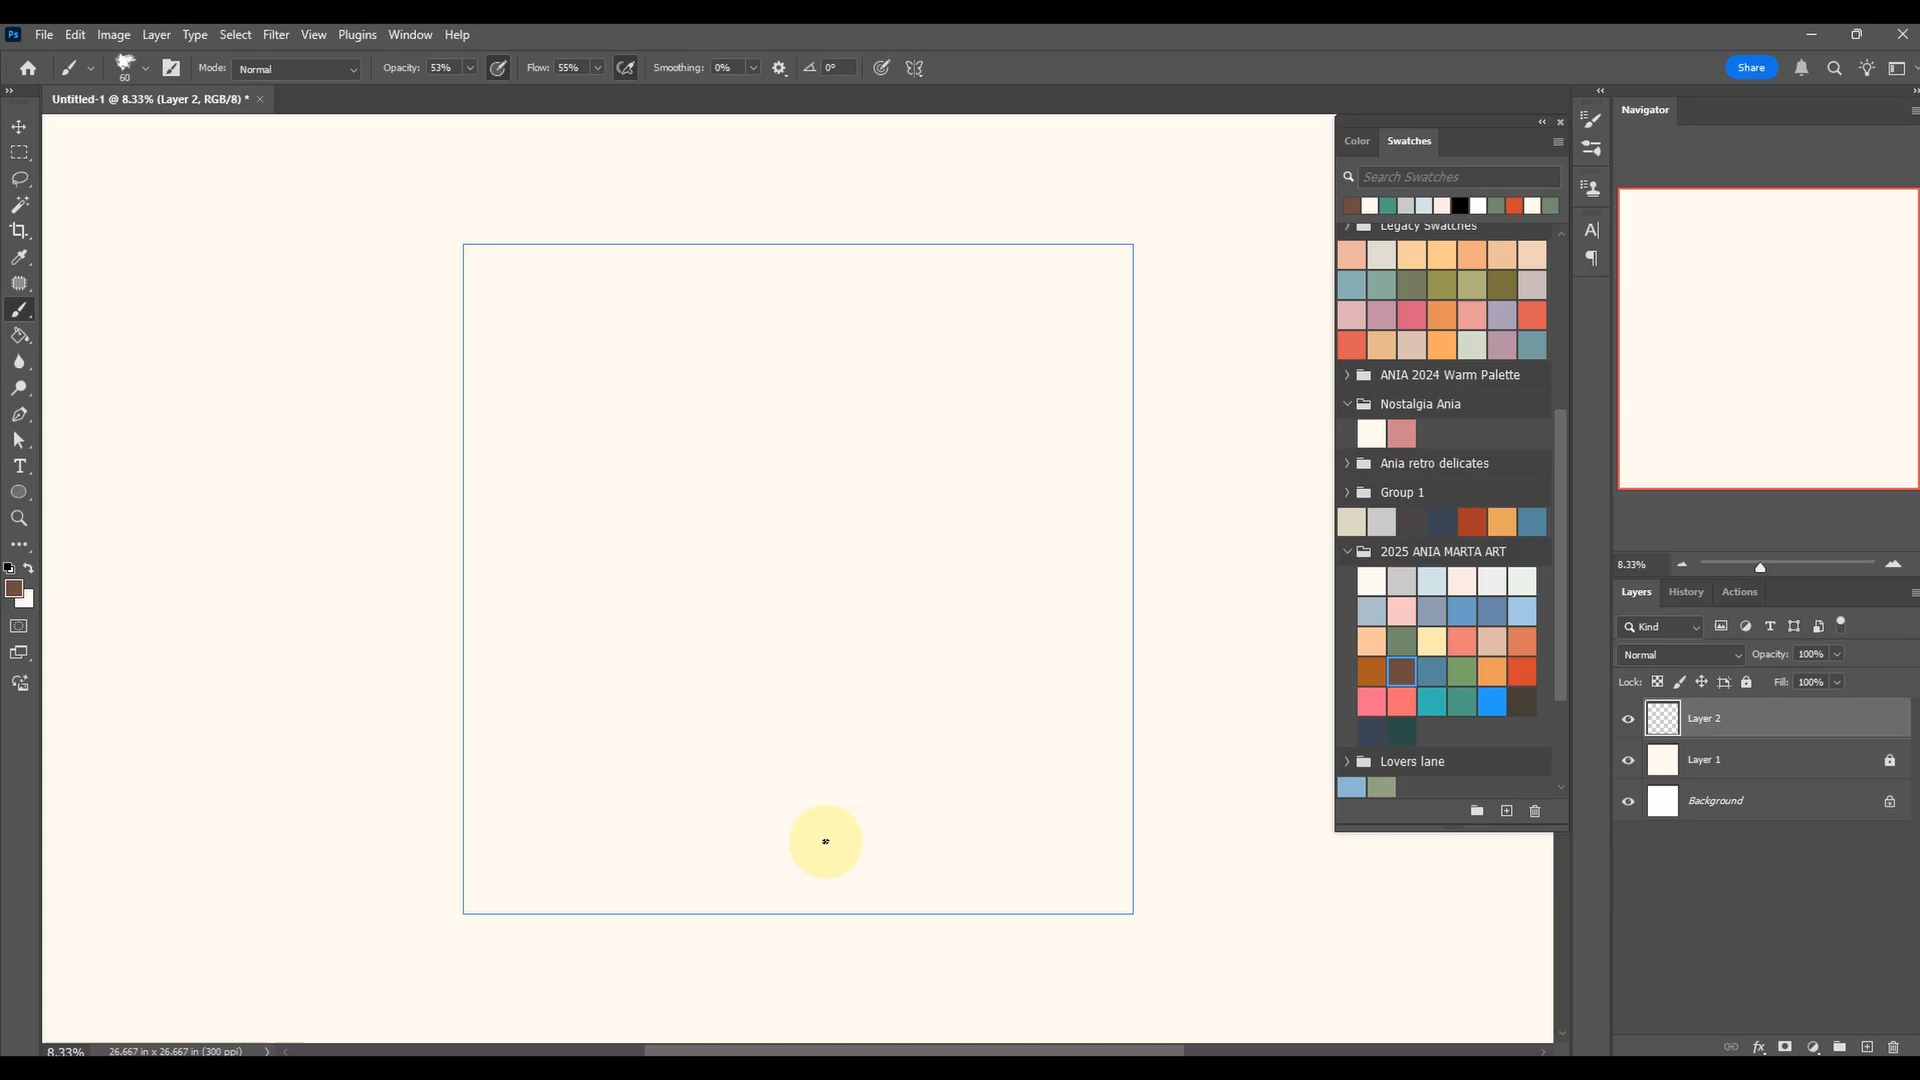 Ps File Edit Image Layer Type Select Filter View Plugins Window Help
60 Mode: Normal Opacity: 53% Flow: 55% Smoothing: 0% 0° Share
Untitled-1 @ 8.33% (Layer 2, RGB/8) *
Color Swatches
Search Swatches
Legacy Swatches
ANIA 2024 Warm Palette
Nostalgia Ania
Ania retro delicates
Group 1
2025 ANIA MARTA ART
Lovers lane
Navigator
8.33%
Layers History Actions
Kind
Normal Opacity: 100%
Lock: Fill: 100%
Layer 2
Layer 1
Background
8.33% 26.667 in x 26.667 in (300 ppi)